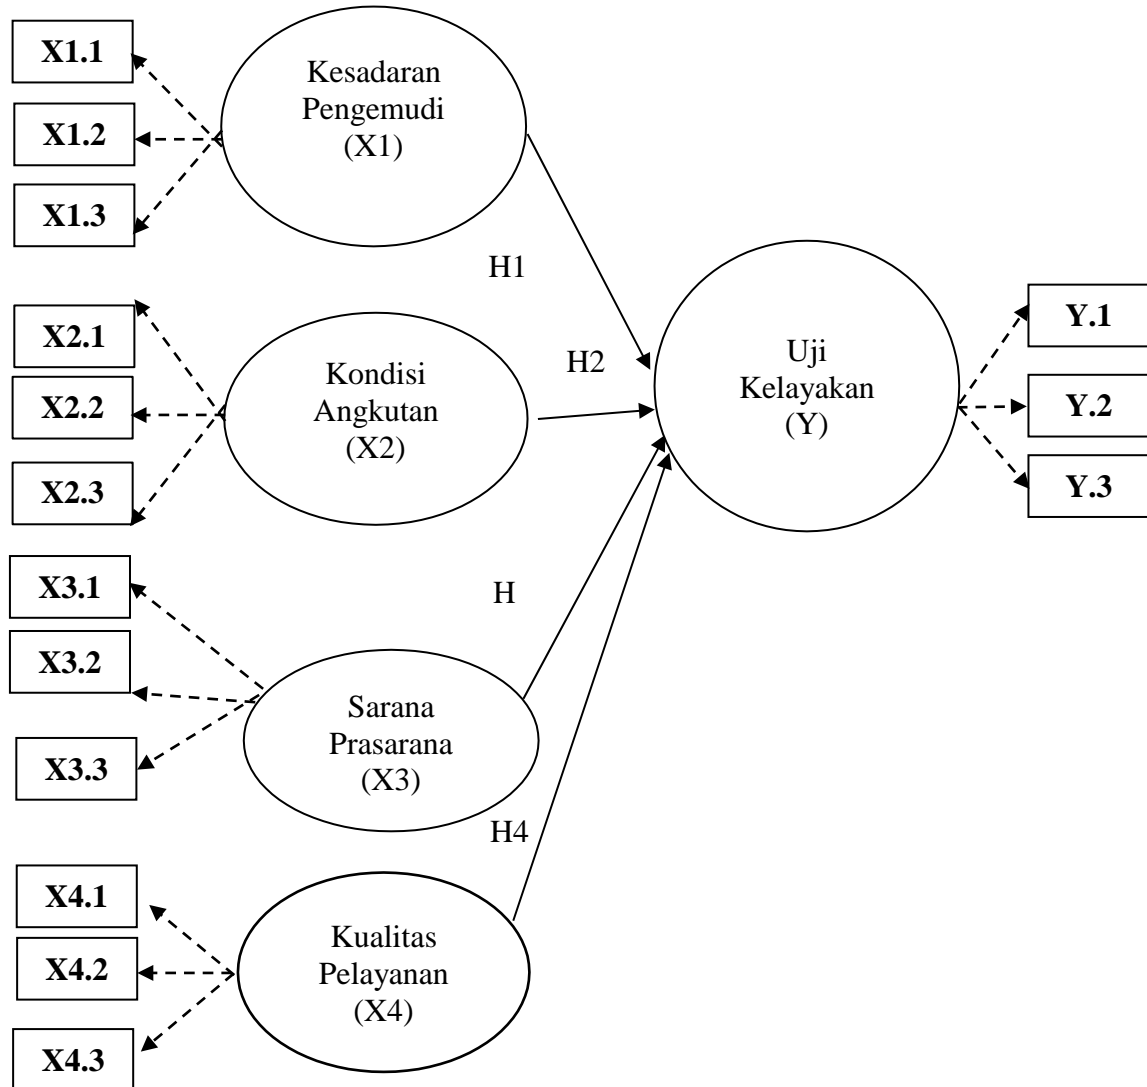 X1.1
X1.2
X1.3
Kesadaran
Pengemudi
(X1)
H1
X2.1
X2.2
X2.3
Kondisi
Angkutan
(X2)
H2
Uji
Kelayakan
(Y)
Y.1
Y.2
Y.3
X3.1
X3.2
X3.3
H
Sarana
Prasarana
(X3)
H4
X4.1
X4.2
X4.3
Kualitas
Pelayanan
(X4)